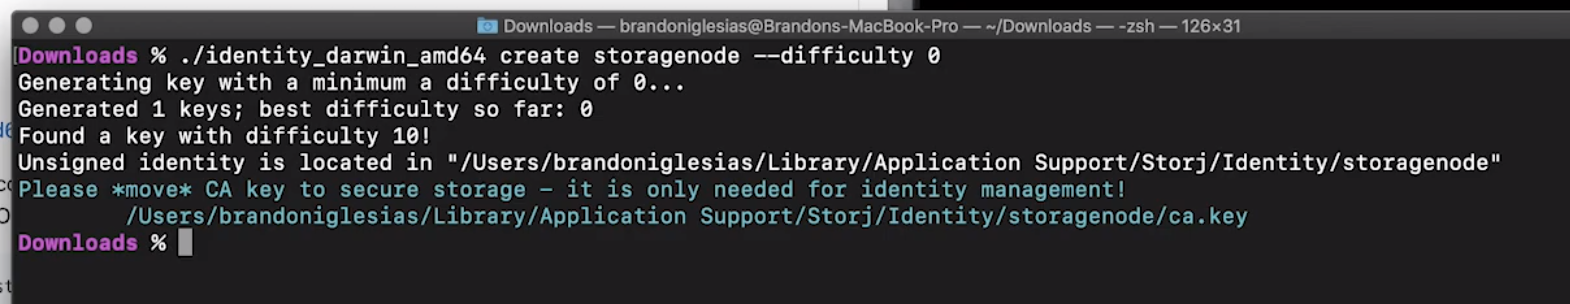 Downloads — brandoniglesias@Brandons-MacBook-Pro — ~/Downloads — -zsh — 126×31
[Downloads % ./identity_darwin_amd64 create storagenode --difficulty 0
Generating key with a minimum a difficulty of 0...
Generated 1 keys; best difficulty so far: 0
Found a key with difficulty 10!
Unsigned identity is located in "/Users/brandoniglesias/Library/Application Support/Storj/Identity/storagenode"
Please *move* CA key to secure storage - it is only needed for identity management!
/Users/brandoniglesias/Library/Application Support/Storj/Identity/storagenode/ca.key
Downloads %